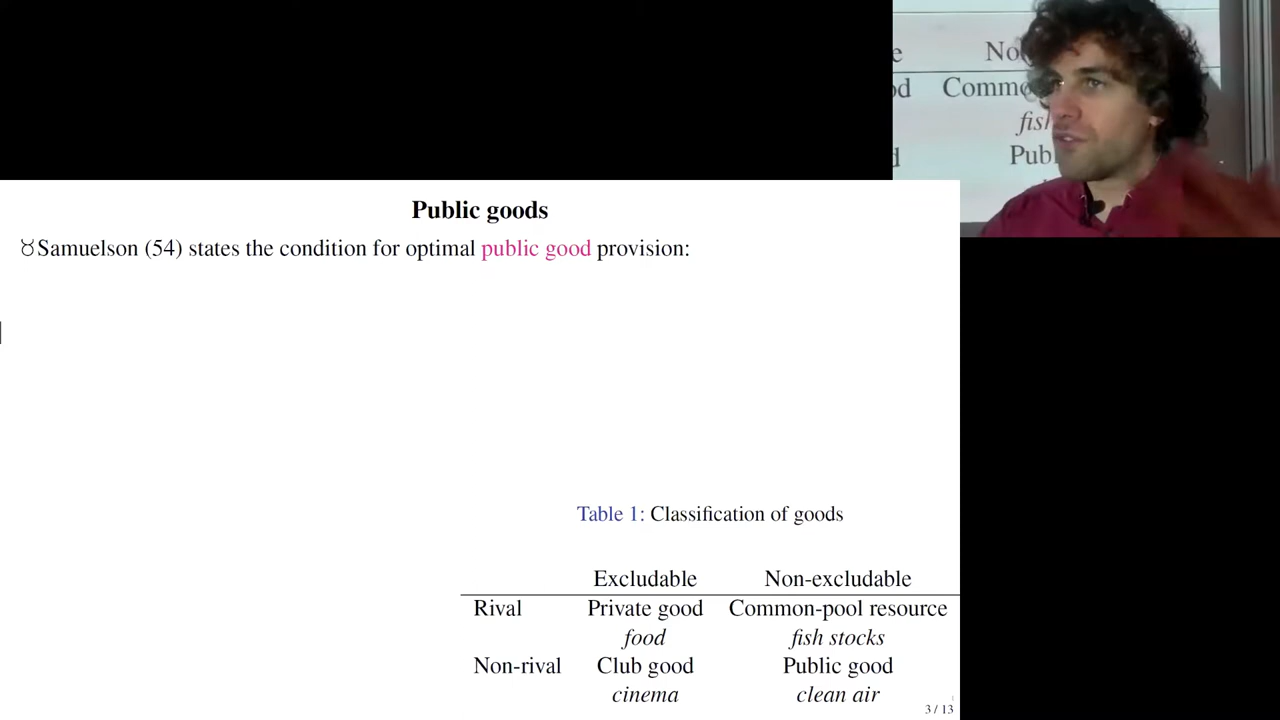 Public goods
♉Samuelson (54) states the condition for optimal public good provision:
Table 1: Classification of goods
Excludable Non-excludable
Rival Private good Common-pool resource
food fish stocks
Non-rival Club good Public good
cinema clean air
3 / 13